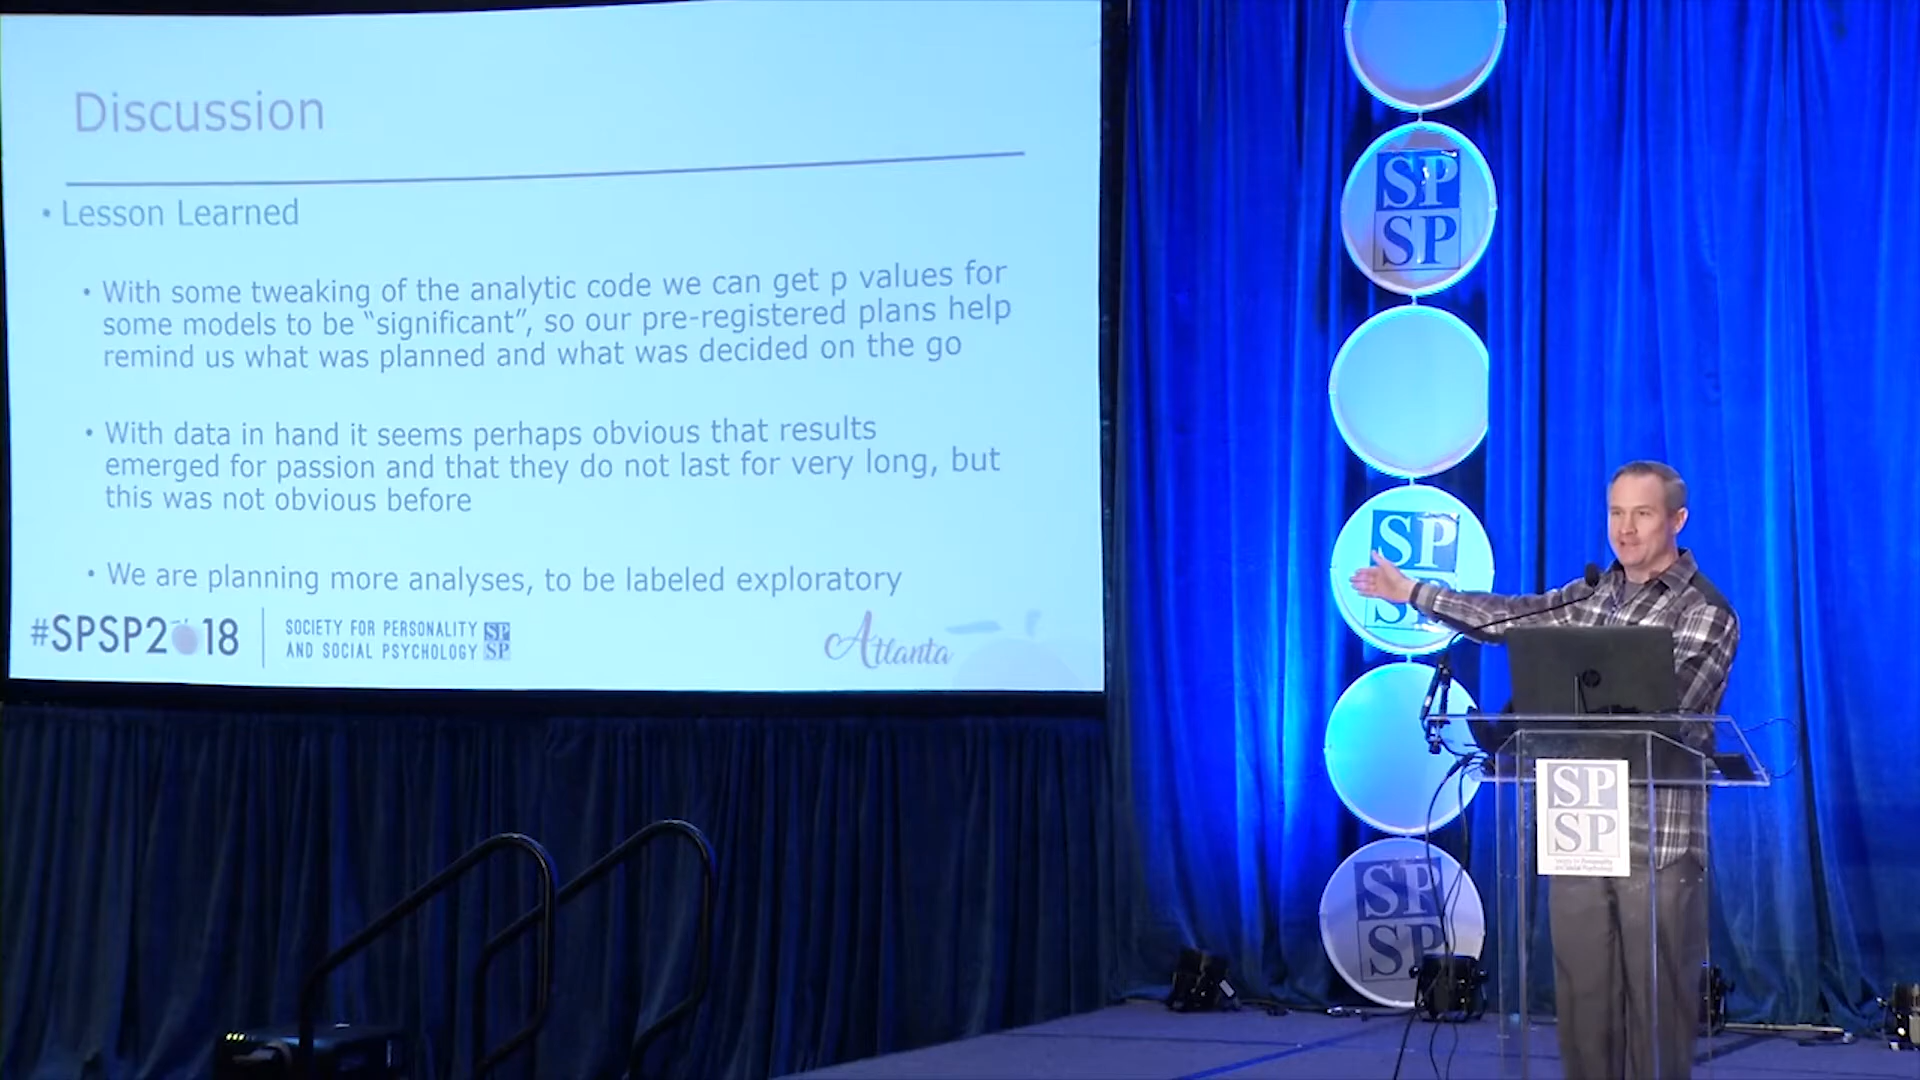 Discussion
• Lesson Learned
• With some tweaking of the analytic code we can get p values for
some models to be “significant”, so our pre-registered plans help
remind us what was planned and what was decided on the go
• With data in hand it seems perhaps obvious that results
emerged for passion and that they do not last for very long, but
this was not obvious before
• We are planning more analyses, to be labeled exploratory
#SPSP2018
SOCIETY FOR PERSONALITY
AND SOCIAL PSYCHOLOGY
SP
SP
Atlanta
SP
SP
SP
SP
SP
SP
SP
SP
hp